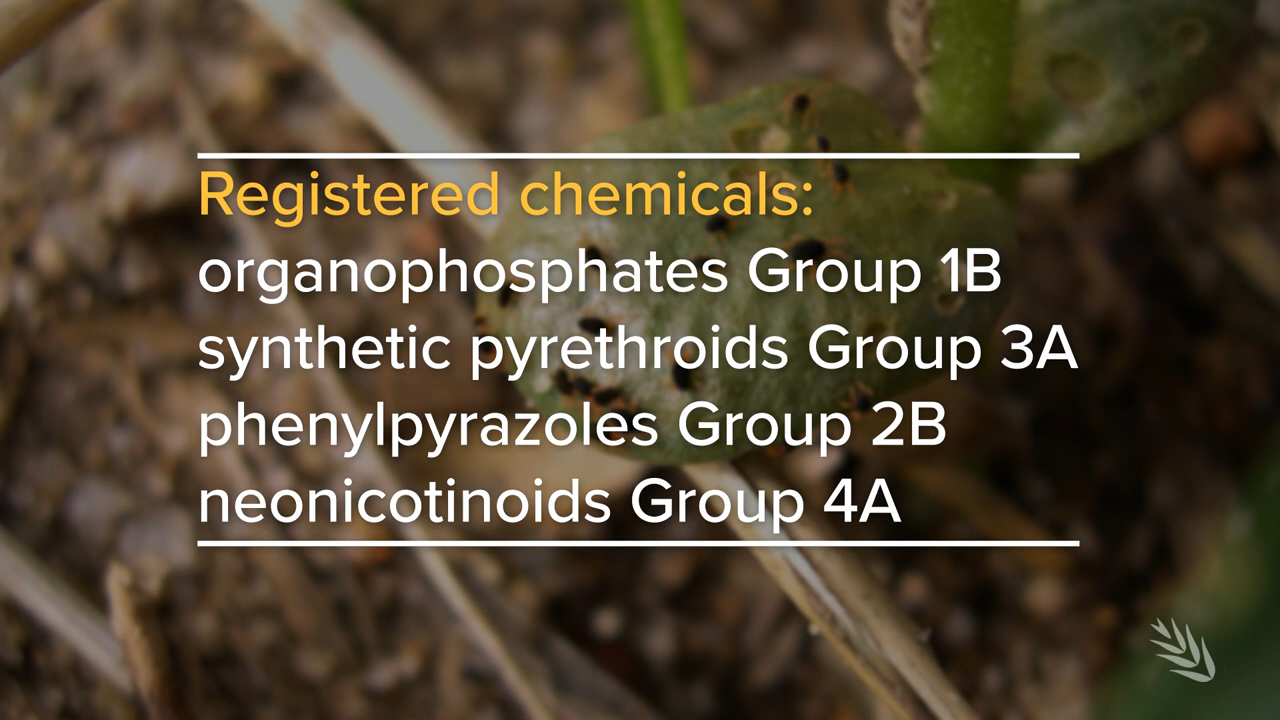 Registered chemicals:
organophosphates Group 1B
synthetic pyrethroids Group 3A
phenylpyrazoles Group 2B
neonicotinoids Group 4A